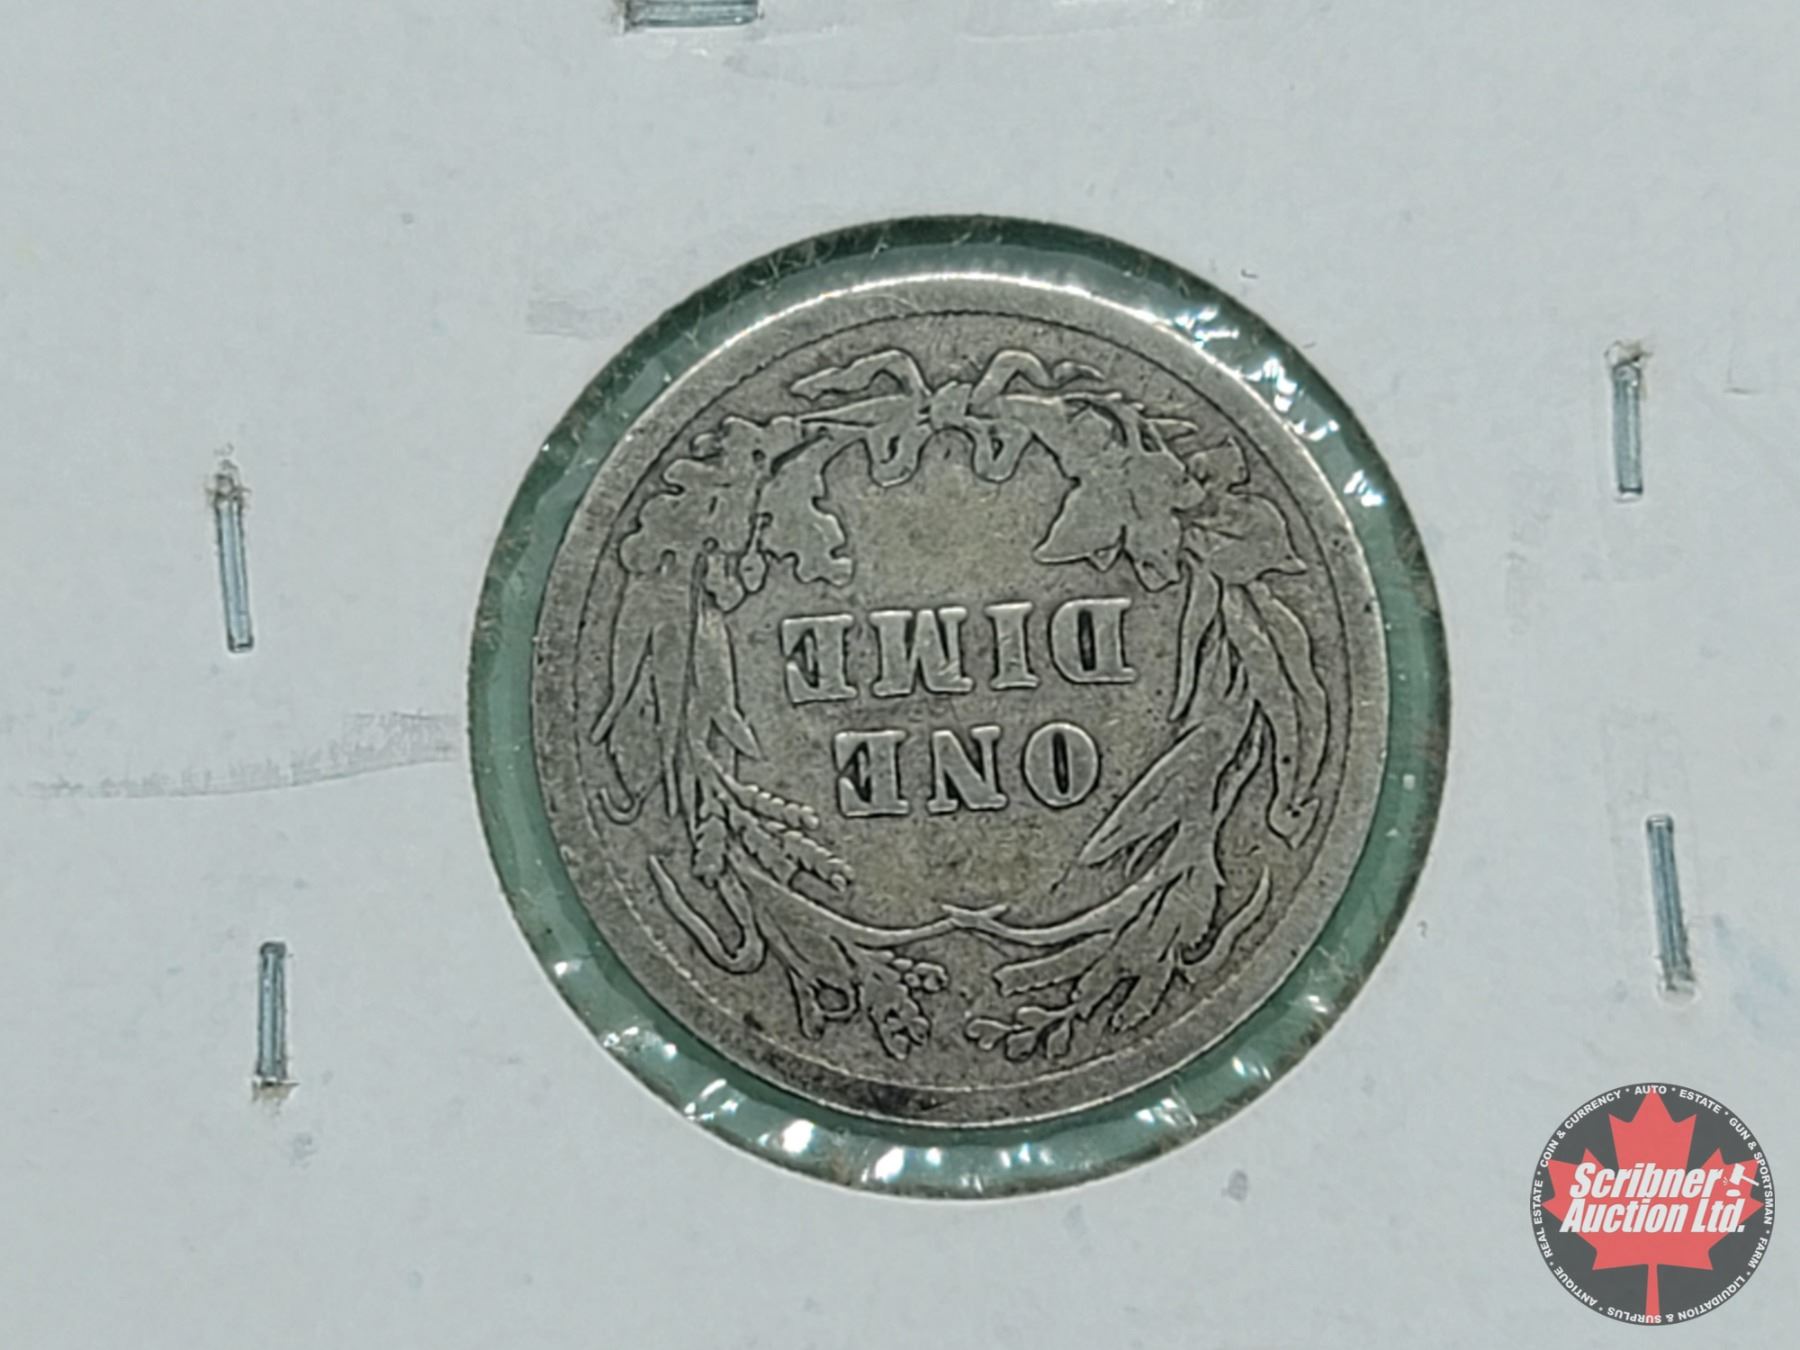 ONE
DIME
COIN & CURRENCY * AUTO * ESTATE * GUN & SPORTSMAN * FARM * LIQUIDATION & SURPLUS * ANTIQUE * REAL ESTATE *
Scribner
Auction Ltd.